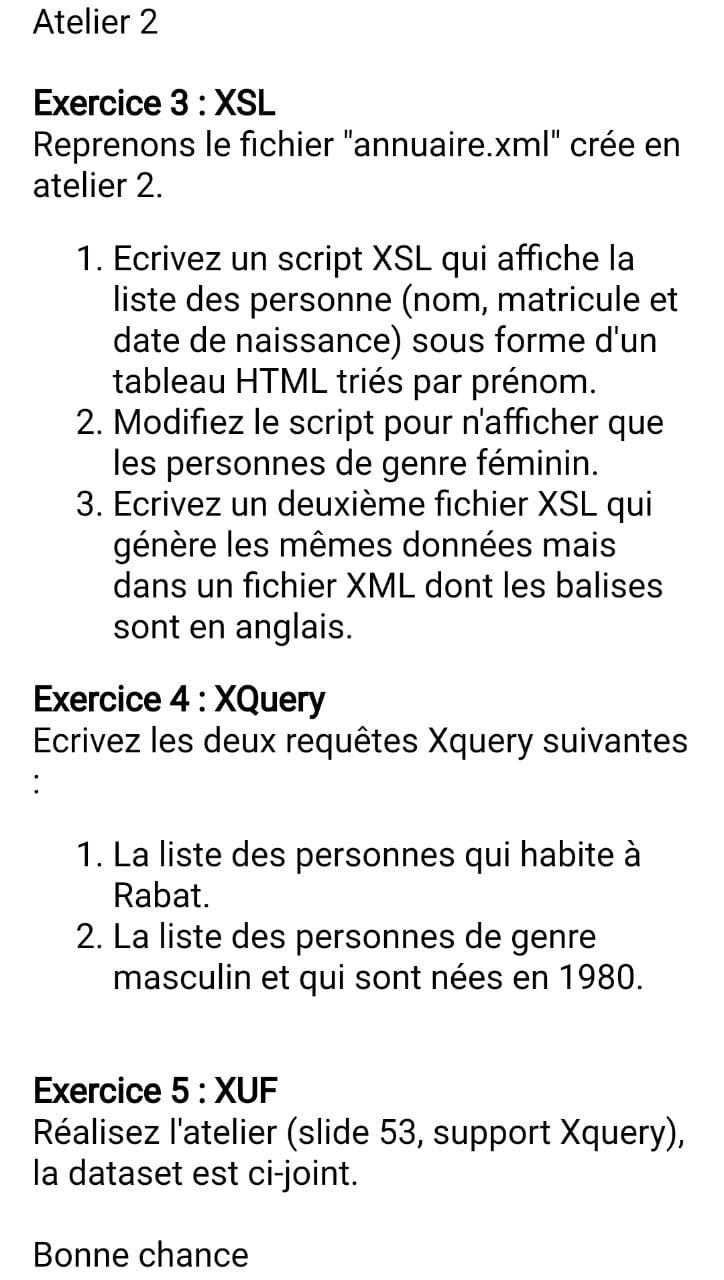 Atelier 2
Exercice 3 : XSL
Reprenons le fichier "annuaire.xml" crée en
atelier 2.
1. Ecrivez un script XSL qui affiche la
liste des personne (nom, matricule et
date de naissance) sous forme d'un
tableau HTML triés par prénom.
2. Modifiez le script pour n'afficher que
les personnes de genre féminin.
3. Ecrivez un deuxième fichier XSL qui
génère les mêmes données mais
dans un fichier XML dont les balises
sont en anglais.
Exercice 4 : XQuery
Ecrivez les deux requêtes Xquery suivantes
:
1. La liste des personnes qui habite à
Rabat.
2. La liste des personnes de genre
masculin et qui sont nées en 1980.
Exercice 5 : XUF
Réalisez l'atelier (slide 53, support Xquery),
la dataset est ci-joint.
Bonne chance